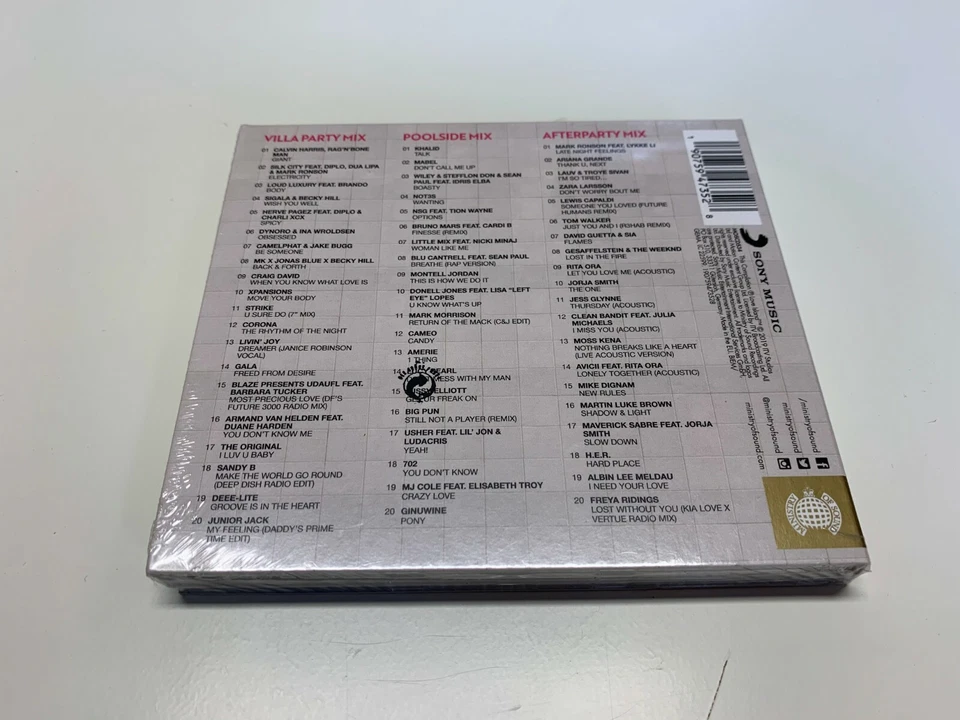 VILLA PARTY MIX
01 CALVIN HARRIS, RAG'N'BONE
MAN
GIANT
02 SILK CITY FEAT. DIPLO, DUA LIPA
& MARK RONSON
ELECTRICITY
03 LOUD LUXURY FEAT. BRANDO
BODY
04 SIGALA & BECKY HILL
WISH YOU WELL
05 HERVE PAGEZ FEAT. DIPLO &
CHARLI XCX
SPICY
06 DYNORO & INA WROLDSEN
OBSESSED
07 CAMELPHAT & JAKE BUGG
BE SOMEONE
08 MK X JONAS BLUE X BECKY HILL
BACK & FORTH
09 CRAIG DAVID
WHEN YOU KNOW WHAT LOVE IS
10 XPANSIONS
MOVE YOUR BODY
11 STRIKE
U SURE DO (7" MIX)
12 CORONA
THE RHYTHM OF THE NIGHT
13 LIVIN' JOY
DREAMER (JANICE ROBINSON
VOCAL)
14 GALA
FREED FROM DESIRE
15 BLAZE PRESENTS UDAUFL FEAT.
BARBARA TUCKER
MOST PRECIOUS LOVE (DF'S
FUTURE 3000 RADIO MIX)
16 ARMAND VAN HELDEN FEAT.
DUANE HARDEN
YOU DON'T KNOW ME
17 THE ORIGINAL
I LUV U BABY
18 SANDY B
MAKE THE WORLD GO ROUND
(DEEP DISH RADIO EDIT)
19 DEEE-LITE
GROOVE IS IN THE HEART
20 JUNIOR JACK
MY FEELING (DADDY'S PRIME
TIME EDIT)
POOLSIDE MIX
01 KHALID
TALK
02 MABEL
DON'T CALL ME UP
03 WILEY & STEFFLON DON & SEAN
PAUL FEAT. IDRIS ELBA
BOASTY
04 NOT3S
WANTING
05 NSG FEAT. TION WAYNE
OPTIONS
06 BRUNO MARS FEAT. CARDI B
FINESSE (REMIX)
07 LITTLE MIX FEAT. NICKI MINAJ
WOMAN LIKE ME
08 BLU CANTRELL FEAT. SEAN PAUL
BREATHE (RAP VERSION)
09 MONTELL JORDAN
THIS IS HOW WE DO IT
10 DONELL JONES FEAT. LISA "LEFT
EYE" LOPES
U KNOW WHAT'S UP
11 MARK MORRISON
RETURN OF THE MACK (C&J EDIT)
12 CAMEO
CANDY
13 AMERIE
1 THING
14 PEARL
MESS WITH MY MAN
15 ELLIOTT
UR FREAK ON
16 BIG PUN
STILL NOT A PLAYER (REMIX)
17 USHER FEAT. LIL' JON &
LUDACRIS
YEAH!
18 702
YOU DON'T KNOW
19 MJ COLE FEAT. ELISABETH TROY
CRAZY LOVE
20 GINUWINE
PONY
AFTERPARTY MIX
01 MARK RONSON FEAT. LYKKE LI
LATE NIGHT FEELINGS
02 ARIANA GRANDE
THANK U, NEXT
03 LAUV & TROYE SIVAN
I'M SO TIRED...
04 ZARA LARSSON
DON'T WORRY BOUT ME
05 LEWIS CAPALDI
SOMEONE YOU LOVED (FUTURE
HUMANS REMIX)
06 TOM WALKER
JUST YOU AND I (R3HAB REMIX)
07 DAVID GUETTA & SIA
FLAMES
08 GESAFFELSTEIN & THE WEEKND
LOST IN THE FIRE
09 RITA ORA
LET YOU LOVE ME (ACOUSTIC)
10 JORJA SMITH
THE ONE
11 JESS GLYNNE
THURSDAY (ACOUSTIC)
12 CLEAN BANDIT FEAT. JULIA
MICHAELS
I MISS YOU (ACOUSTIC)
13 MOSS KENA
NOTHING BREAKS LIKE A HEART
(LIVE ACOUSTIC VERSION)
14 AVICII FEAT. RITA ORA
LONELY TOGETHER (ACOUSTIC)
15 MIKE DIGNAM
NEW RULES
16 MARTIN LUKE BROWN
SHADOW & LIGHT
17 MAVERICK SABRE FEAT. JORJA
SMITH
SLOW DOWN
18 H.E.R.
HARD PLACE
19 ALBIN LEE MELDAU
I NEED YOUR LOVE
20 FREYA RIDINGS
LOST WITHOUT YOU (KIA LOVE X
VERTUE RADIO MIX)
1 90759 47352 8
SONY MUSIC
/ministryofsound
@ministryofsound
ministryofsound.com
MINISTRY OF SOUND